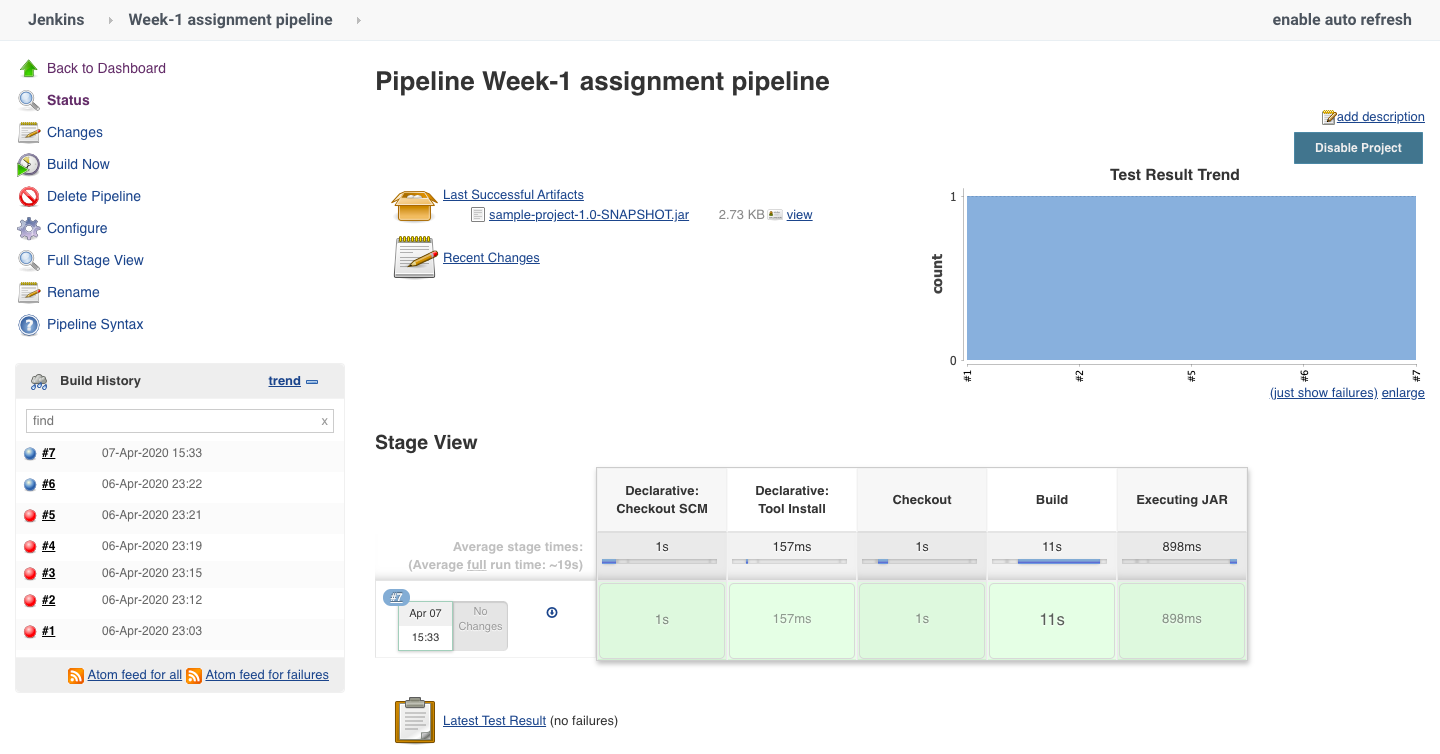 Jenkins
Week-1 assignment pipeline
enable auto refresh
Back to Dashboard
Status
Changes
Build Now
Delete Pipeline
Configure
Full Stage View
Rename
Pipeline Syntax
Build History
trend
find
x
#7 07-Apr-2020 15:33
#6 06-Apr-2020 23:22
#5 06-Apr-2020 23:21
#4 06-Apr-2020 23:19
#3 06-Apr-2020 23:15
#2 06-Apr-2020 23:12
#1 06-Apr-2020 23:03
Atom feed for all
Atom feed for failures
Pipeline Week-1 assignment pipeline
add description
Disable Project
Last Successful Artifacts
sample-project-1.0-SNAPSHOT.jar 2.73 KB view
Recent Changes
Test Result Trend
count
1
0
#1 #2 #5 #6 #7
(just show failures) enlarge
Stage View
Declarative:
Checkout SCM
Declarative:
Tool Install
Checkout
Build
Executing JAR
Average stage times:
(Average full run time: ~19s)
1s 157ms 1s 11s 898ms
#7
Apr 07
15:33
No
Changes
1s 157ms 1s 11s 898ms
Latest Test Result (no failures)